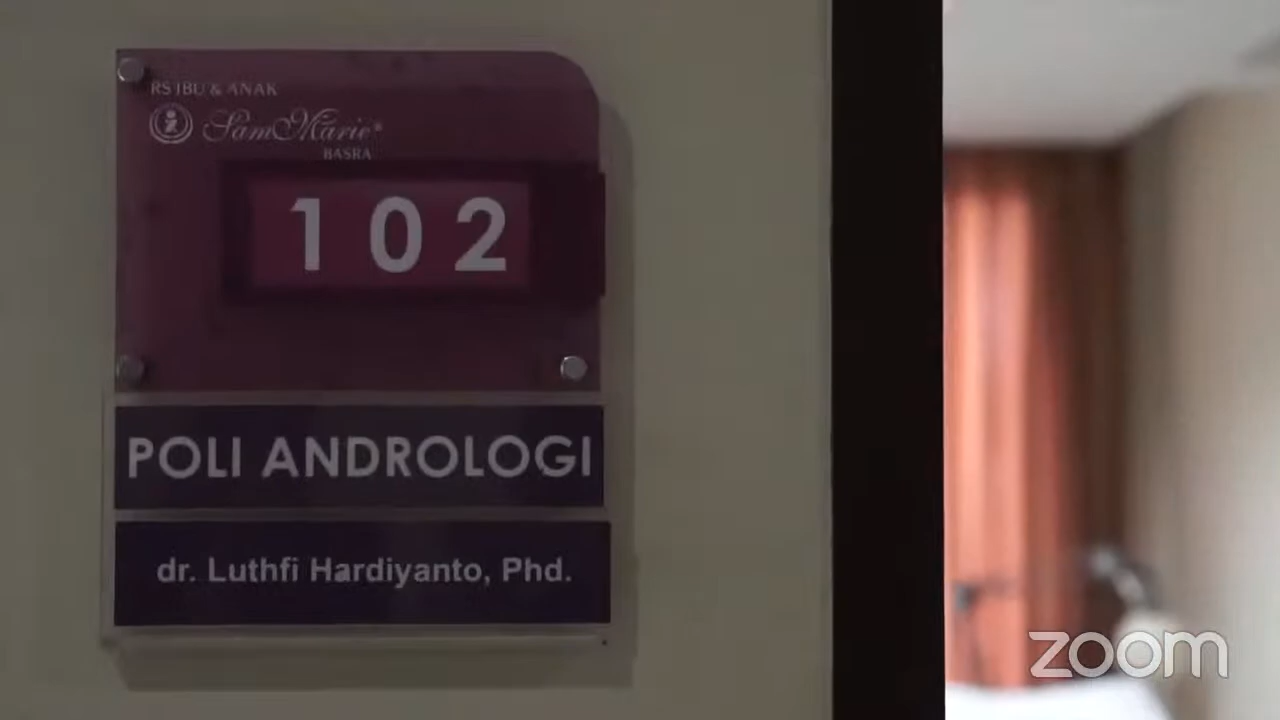 RS IBU & ANAK
SamMarie®
BASRA
102
POLI ANDROLOGI
dr. Luthfi Hardiyanto, Phd.
zoom